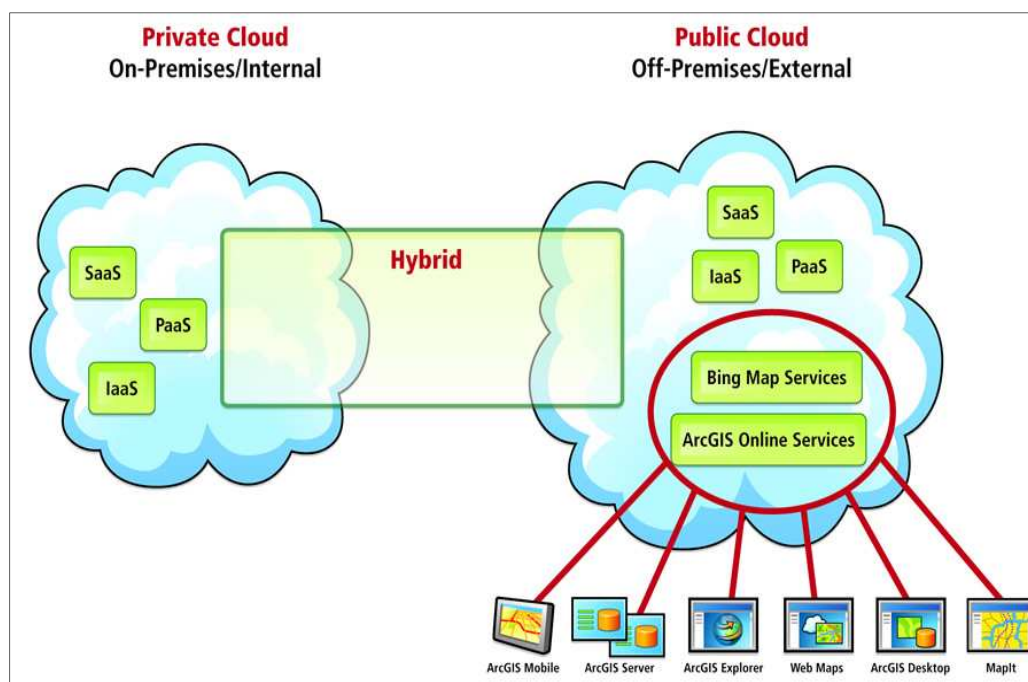 Private Cloud
On-Premises/Internal
Public Cloud
Off-Premises/External
SaaS
PaaS
IaaS
Hybrid
SaaS
IaaS
PaaS
Bing Map Services
ArcGIS Online Services
ArcGIS Mobile
ArcGIS Server
ArcGIS Explorer
Web Maps
ArcGIS Desktop
MapIt